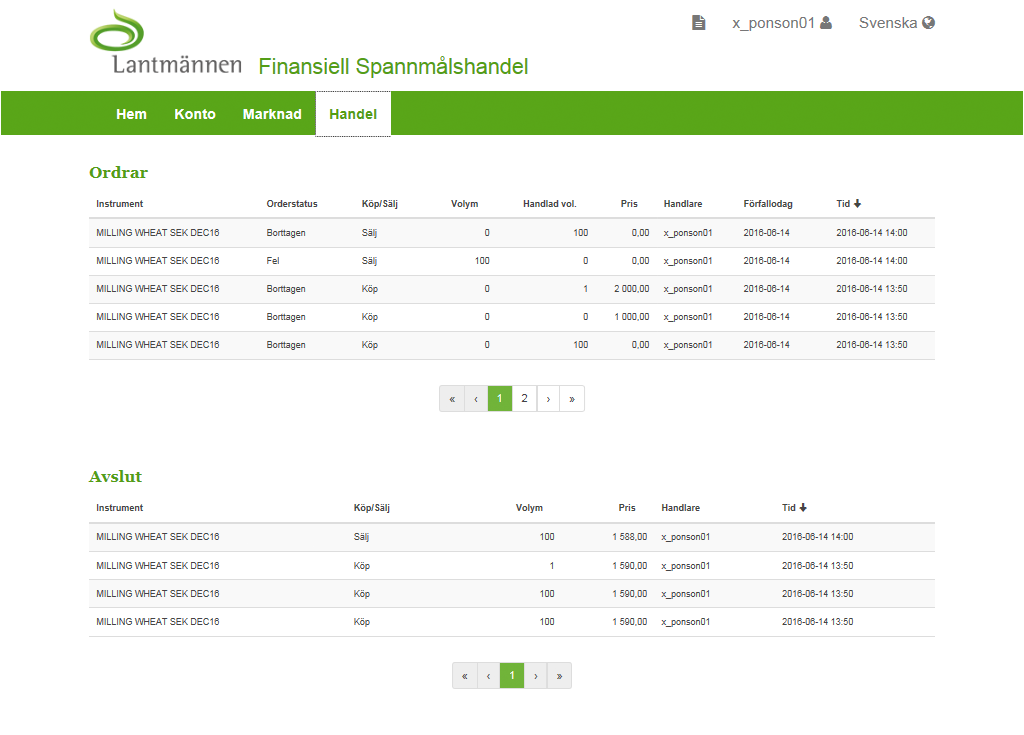 x_ponson01 Svenska
Lantmännen Finansiell Spannmålshandel
Hem Konto Marknad Handel
Ordrar
Instrument Orderstatus Köp/Sälj Volym Handlad vol. Pris Handlare Förfallodag Tid
MILLING WHEAT SEK DEC16 Borttagen Sälj 0 100 0,00 x_ponson01 2016-06-14 2016-06-14 14:00
MILLING WHEAT SEK DEC16 Fel Sälj 100 0 0,00 x_ponson01 2016-06-14 2016-06-14 14:00
MILLING WHEAT SEK DEC16 Borttagen Köp 0 1 2 000,00 x_ponson01 2016-06-14 2016-06-14 13:50
MILLING WHEAT SEK DEC16 Borttagen Köp 0 0 1 000,00 x_ponson01 2016-06-14 2016-06-14 13:50
MILLING WHEAT SEK DEC16 Borttagen Köp 0 100 0,00 x_ponson01 2016-06-14 2016-06-14 13:50
« ‹ 1 2 › »
Avslut
Instrument Köp/Sälj Volym Pris Handlare Tid
MILLING WHEAT SEK DEC16 Sälj 100 1 588,00 x_ponson01 2016-06-14 14:00
MILLING WHEAT SEK DEC16 Köp 1 1 590,00 x_ponson01 2016-06-14 13:50
MILLING WHEAT SEK DEC16 Köp 100 1 590,00 x_ponson01 2016-06-14 13:50
MILLING WHEAT SEK DEC16 Köp 100 1 590,00 x_ponson01 2016-06-14 13:50
« ‹ 1 › »